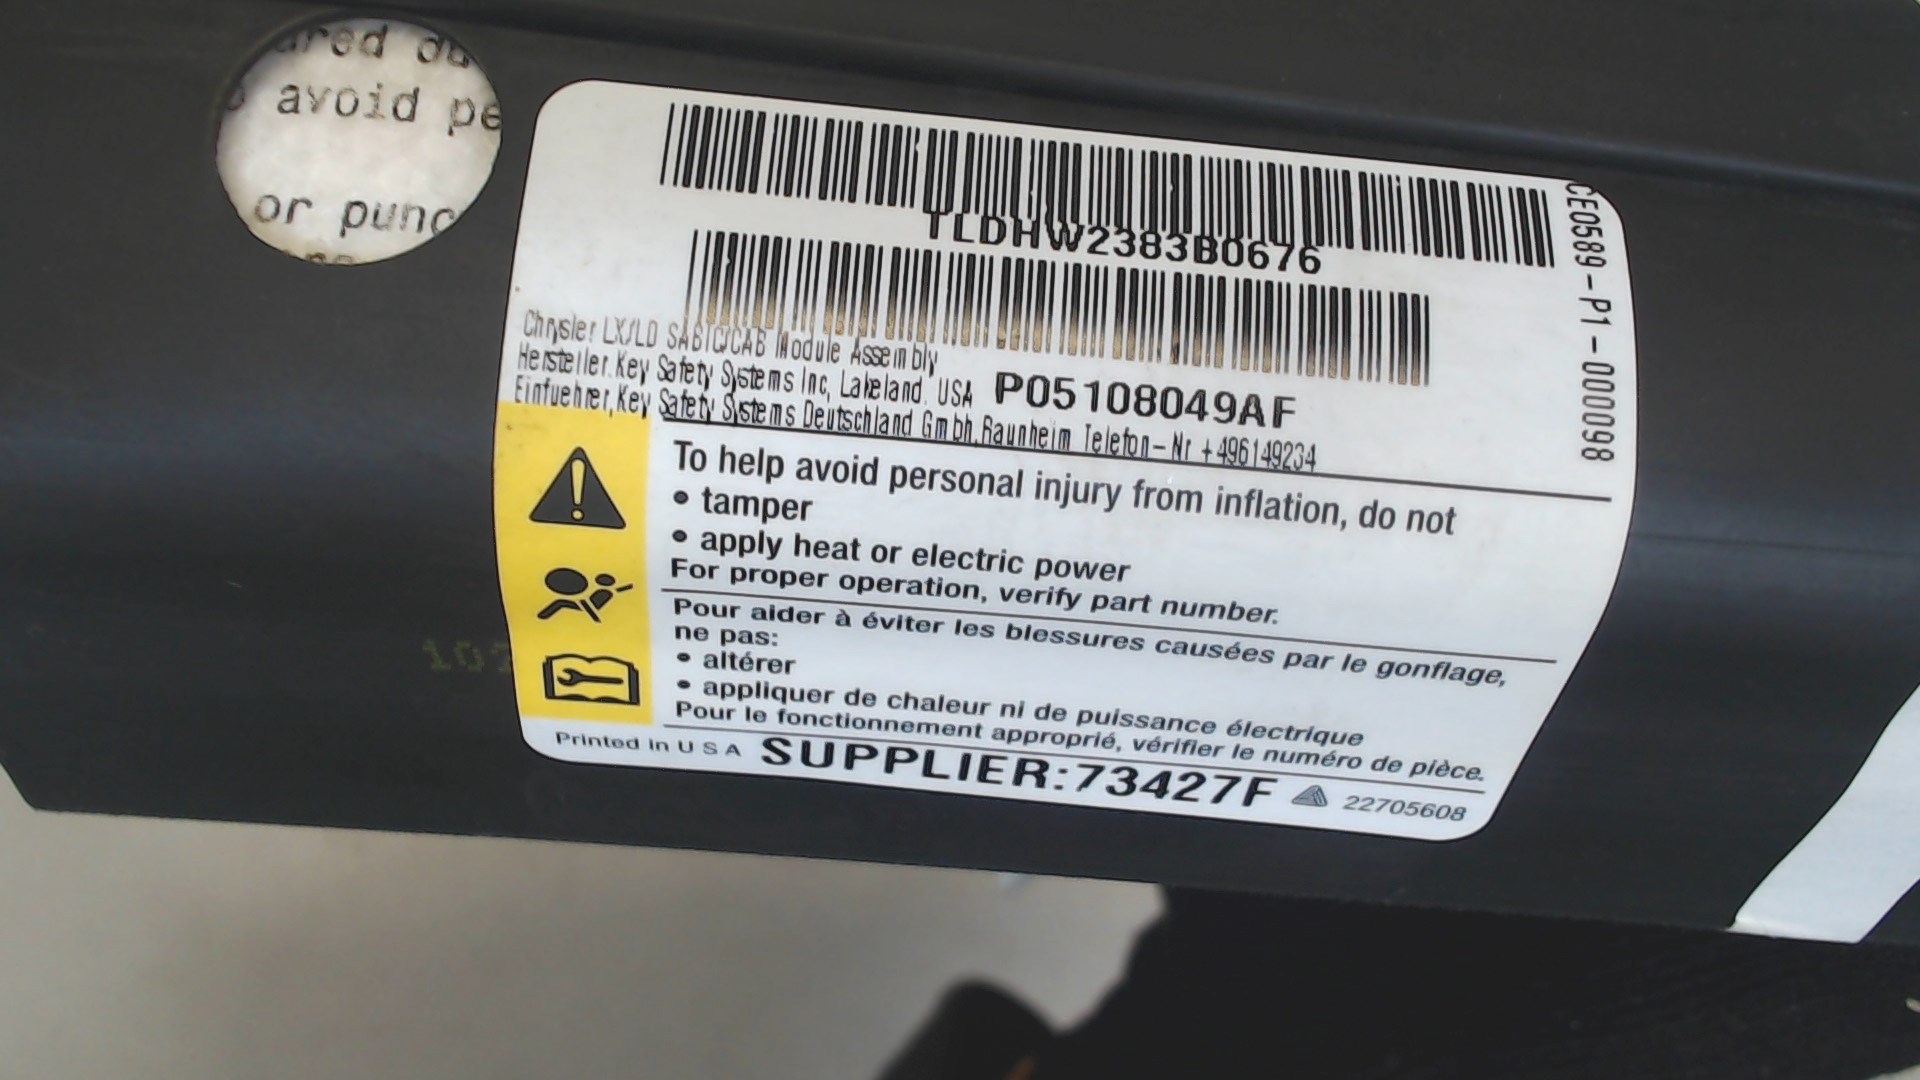 ared
avoid pe
or punc
TLDHW2383B0676
CE0589-P1-000098
Chrysler LX/LD SABIC/CAB Module Assembly
Hersteller.Key Safety Systems Inc, Lakeland. USA
P05108049AF
Einfuehrer,Key Safety Systems Deutschland Gmbh,Raunheim Telefon-Nr +496149234
To help avoid personal injury from inflation, do not
• tamper
• apply heat or electric power
For proper operation, verify part number.
Pour aider à éviter les blessures causées par le gonflage,
ne pas:
• altérer
• appliquer de chaleur ni de puissance électrique
Pour le fonctionnement approprié, vérifier le numéro de pièce.
Printed in U S A SUPPLIER:73427F 22705608